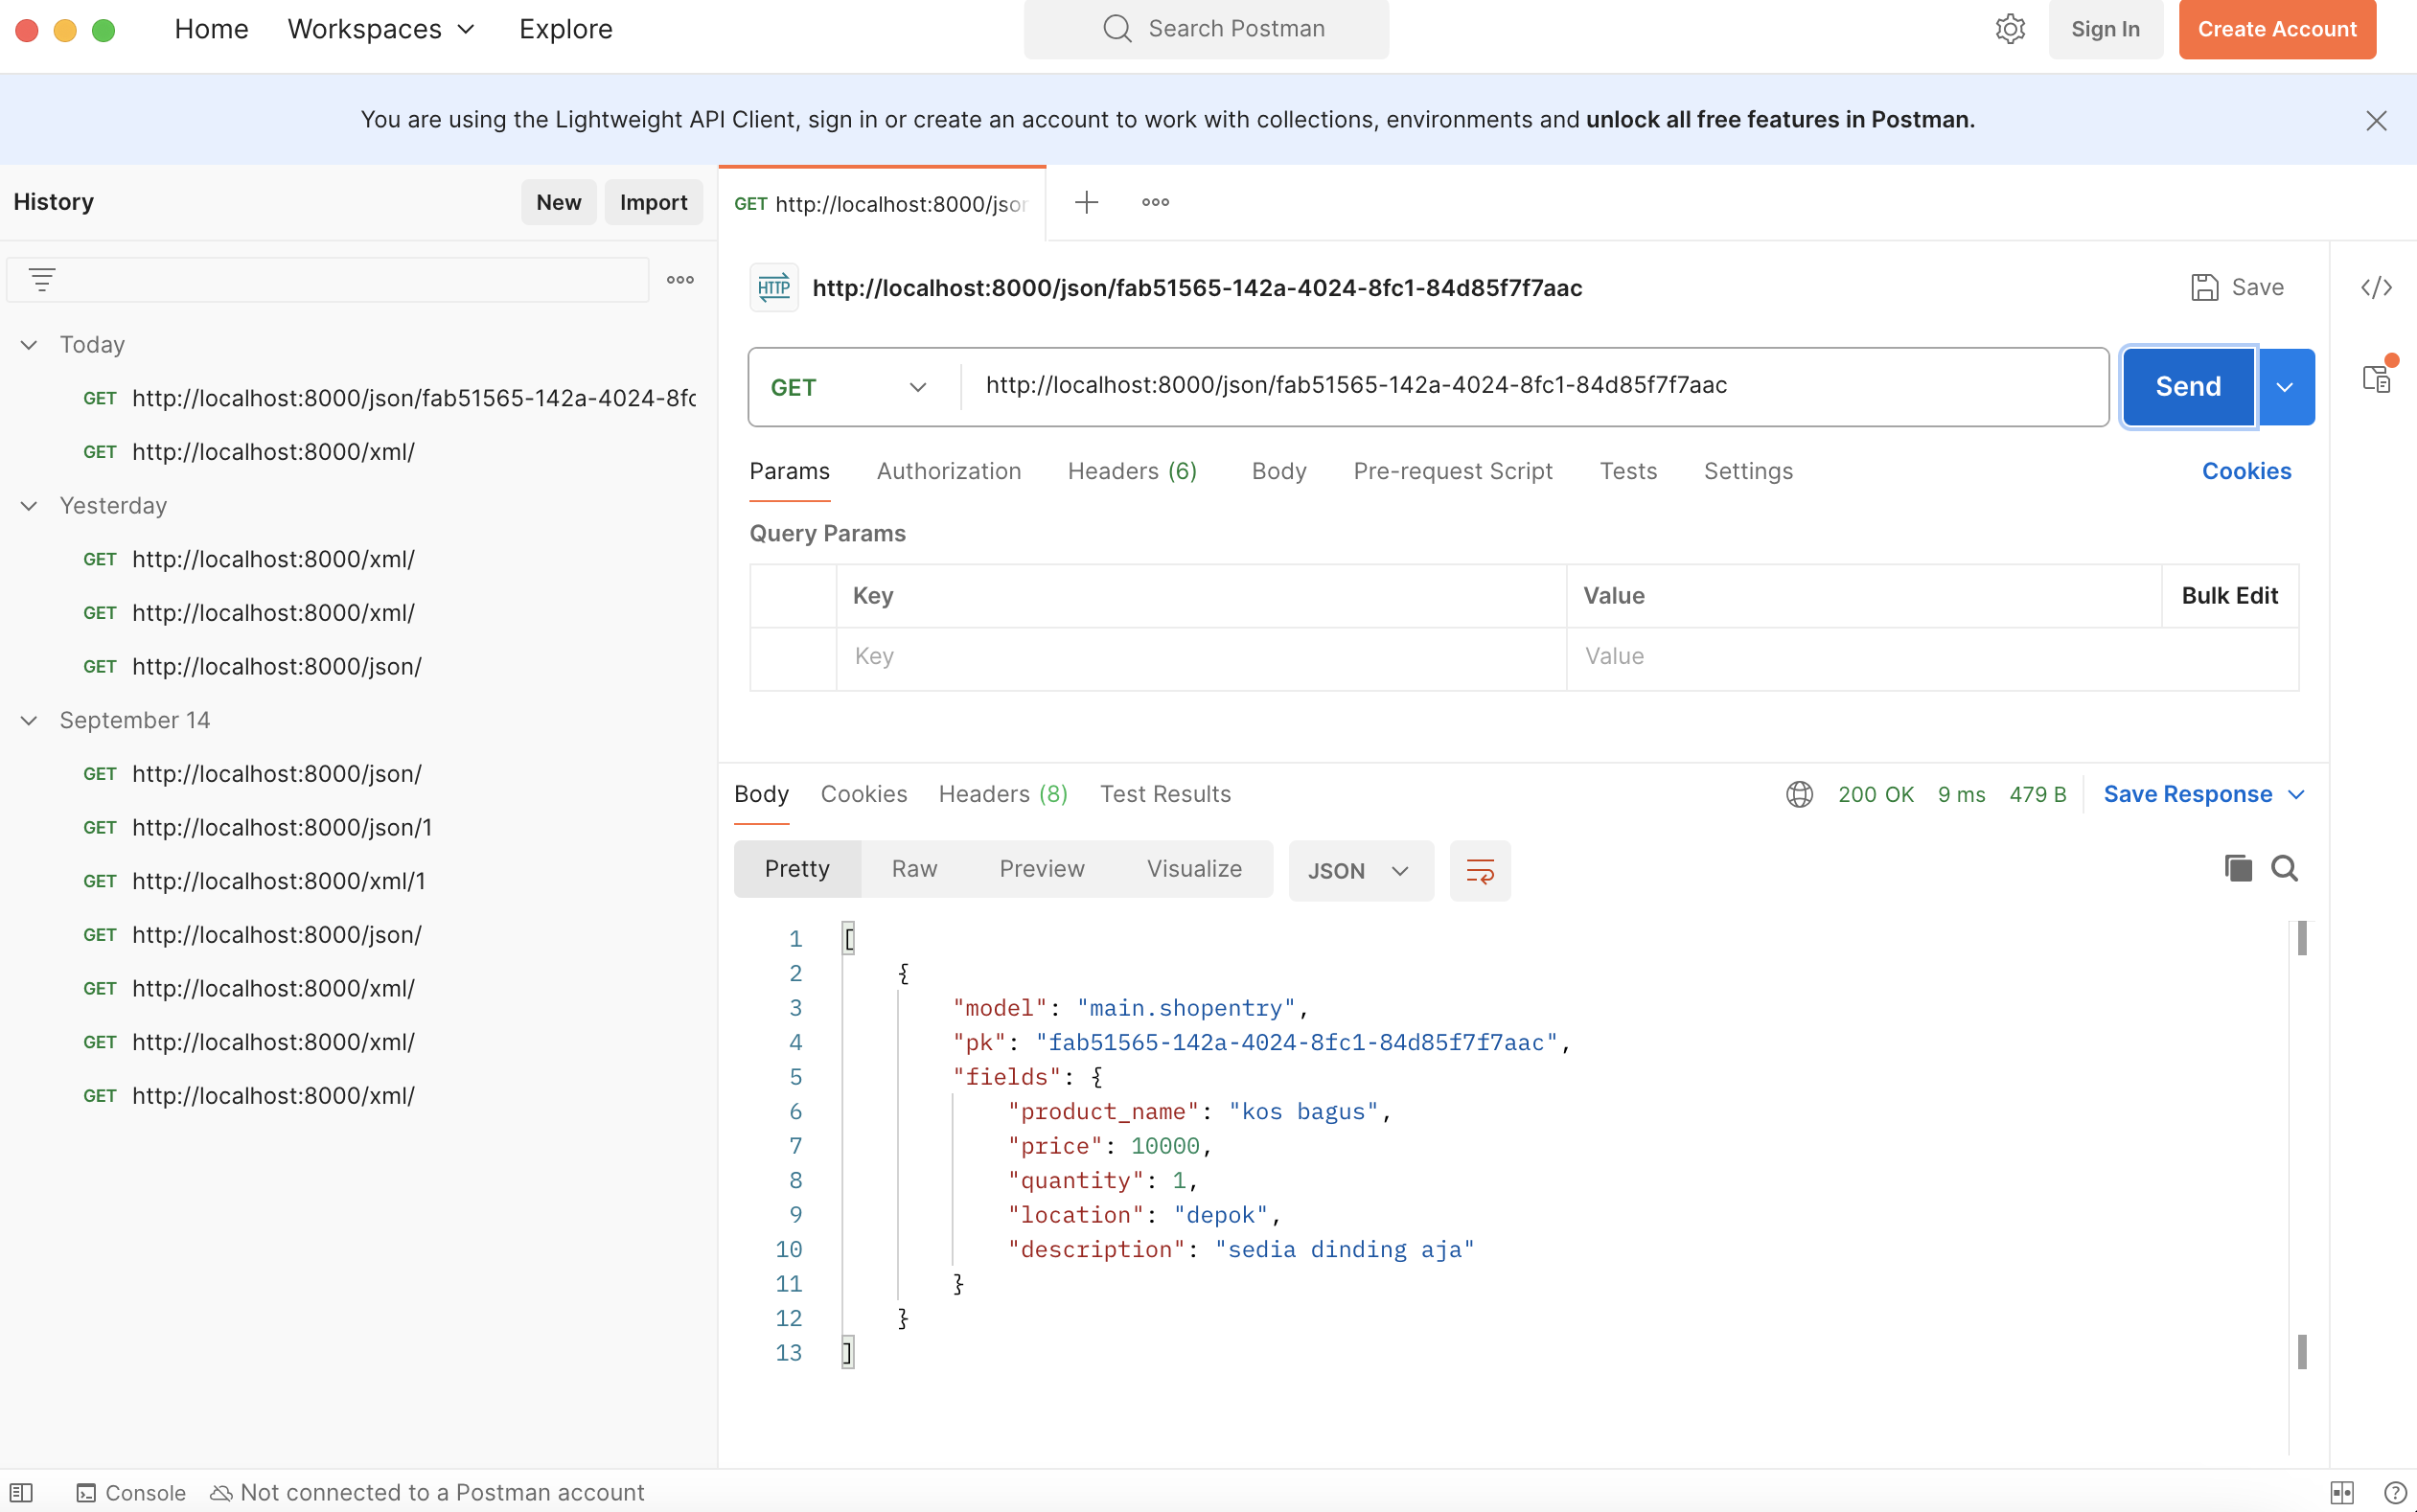 Home Workspaces Explore Search Postman Sign In Create Account
You are using the Lightweight API Client, sign in or create an account to work with collections, environments and unlock all free features in Postman.
History New Import
GET http://localhost:8000/jsor
HTTP http://localhost:8000/json/fab51565-142a-4024-8fc1-84d85f7f7aac Save
Today
GET http://localhost:8000/json/fab51565-142a-4024-8fc
GET http://localhost:8000/xml/
Yesterday
GET http://localhost:8000/xml/
GET http://localhost:8000/xml/
GET http://localhost:8000/json/
September 14
GET http://localhost:8000/json/
GET http://localhost:8000/json/1
GET http://localhost:8000/xml/1
GET http://localhost:8000/json/
GET http://localhost:8000/xml/
GET http://localhost:8000/xml/
GET http://localhost:8000/xml/
GET http://localhost:8000/json/fab51565-142a-4024-8fc1-84d85f7f7aac Send
Params Authorization Headers (6) Body Pre-request Script Tests Settings Cookies
Query Params
Key Value Bulk Edit
Key Value
Body Cookies Headers (8) Test Results 200 OK 9 ms 479 B Save Response
Pretty Raw Preview Visualize JSON
1 [
2 {
3 "model": "main.shopentry",
4 "pk": "fab51565-142a-4024-8fc1-84d85f7f7aac",
5 "fields": {
6 "product_name": "kos bagus",
7 "price": 10000,
8 "quantity": 1,
9 "location": "depok",
10 "description": "sedia dinding aja"
11 }
12 }
13 ]
Console Not connected to a Postman account